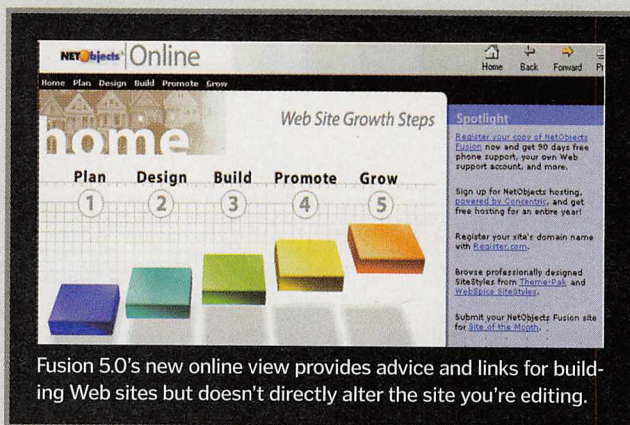 NETObjects Online
Home Back Forward
Home Plan Design Build Promote Grow
home
Web Site Growth Steps
Plan Design Build Promote Grow
1 2 3 4 5
Spotlight
Register your copy of NetObjects
Fusion now and get 90 days free
phone support, your own Web
support account, and more.
Sign up for NetObjects hosting,
powered by Concentric, and get
free hosting for an entire year!
Register your site's domain name
with Register.com.
Browse professionally designed
SiteStyles from Theme-Pak and
WebSpice SiteStyles.
Submit your NetObjects Fusion site
for Site of the Month.
Fusion 5.0's new online view provides advice and links for build-
ing Web sites but doesn't directly alter the site you're editing.